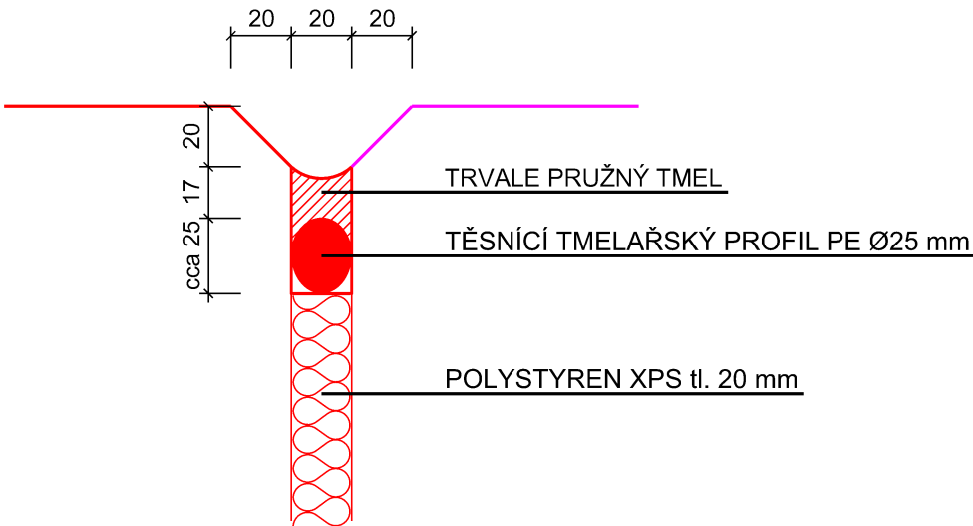 20 20 20
20
17
cca 25
TRVALE PRUŽNÝ TMEL
TĚSNÍCÍ TMELAŘSKÝ PROFIL PE Ø25 mm
POLYSTYREN XPS tl. 20 mm